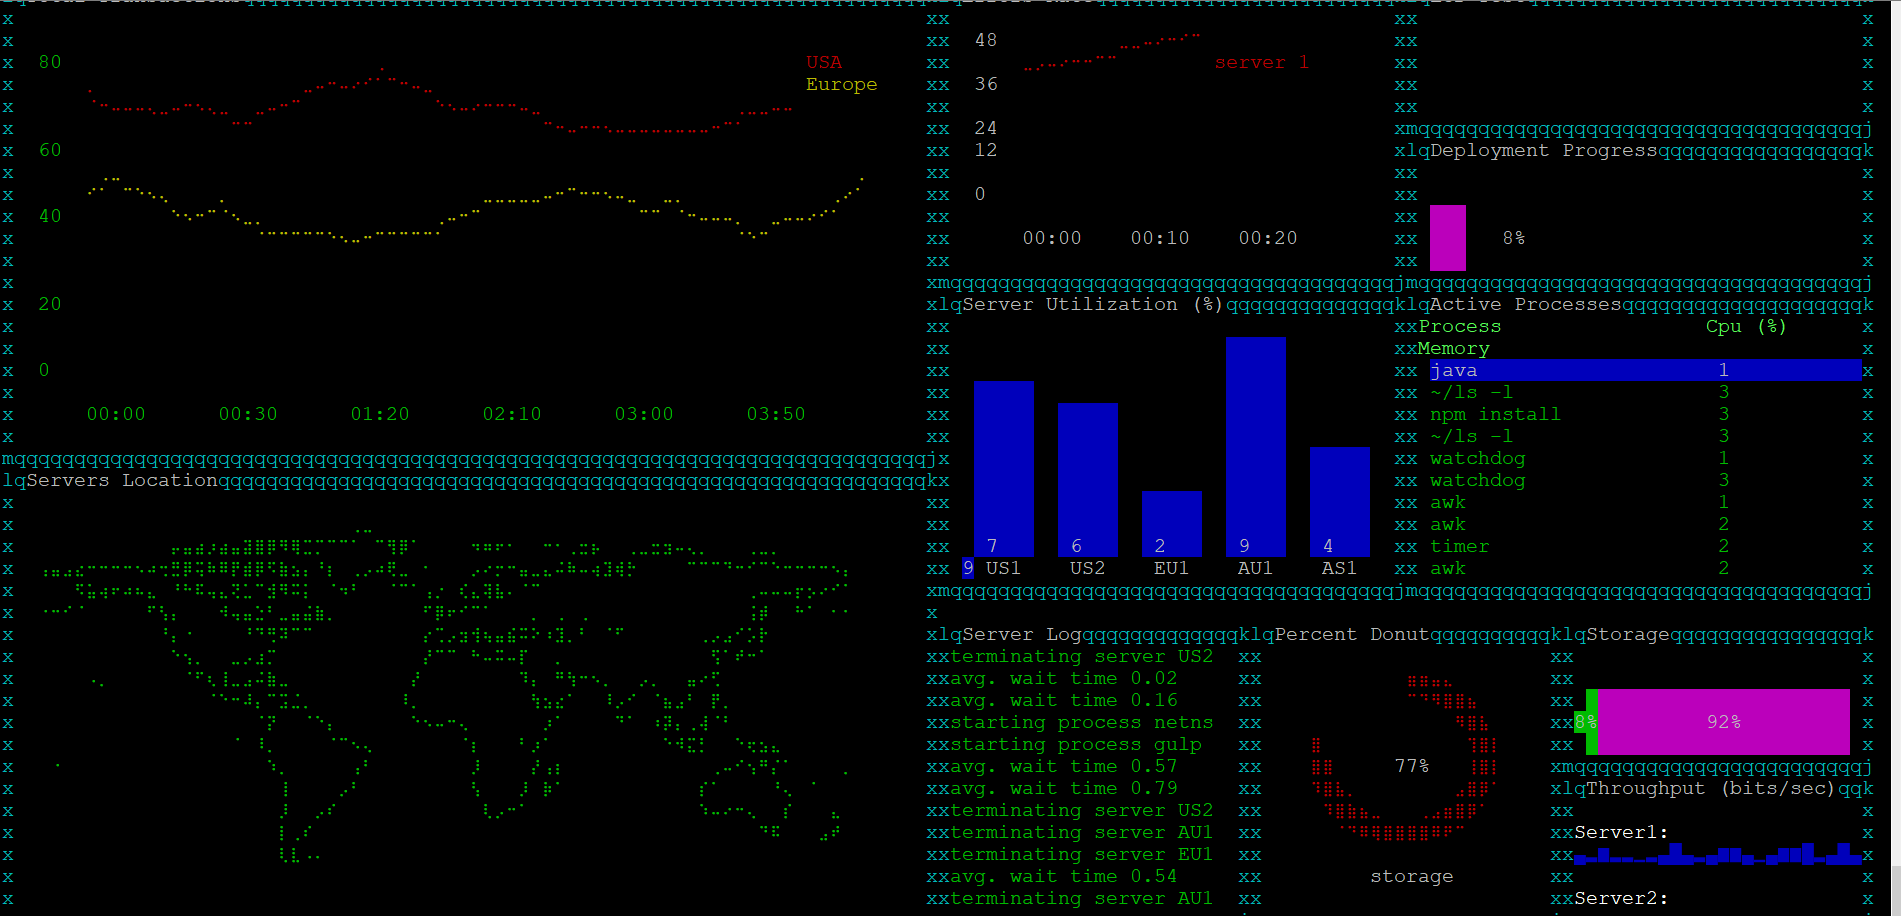 80
USA
Europe
60
40
20
0
00:00 00:30 01:20 02:10 03:00 03:50
48
server 1
36
24
12
0
00:00 00:10 00:20
Deployment Progress
8%
Server Utilization (%)
7 6 2 9 4
9 US1 US2 EU1 AU1 AS1
Active Processes
Process Cpu (%)
Memory
java 1
~/ls -l 3
npm install 3
~/ls -l 3
watchdog 1
watchdog 3
awk 1
awk 2
timer 2
awk 2
Servers Location
Server Log
terminating server US2
avg. wait time 0.02
avg. wait time 0.16
starting process netns
starting process gulp
avg. wait time 0.57
avg. wait time 0.79
terminating server US2
terminating server AU1
terminating server EU1
avg. wait time 0.54
terminating server AU1
Percent Donut
77%
storage
Storage
8% 92%
Throughput (bits/sec)
Server1:
Server2: